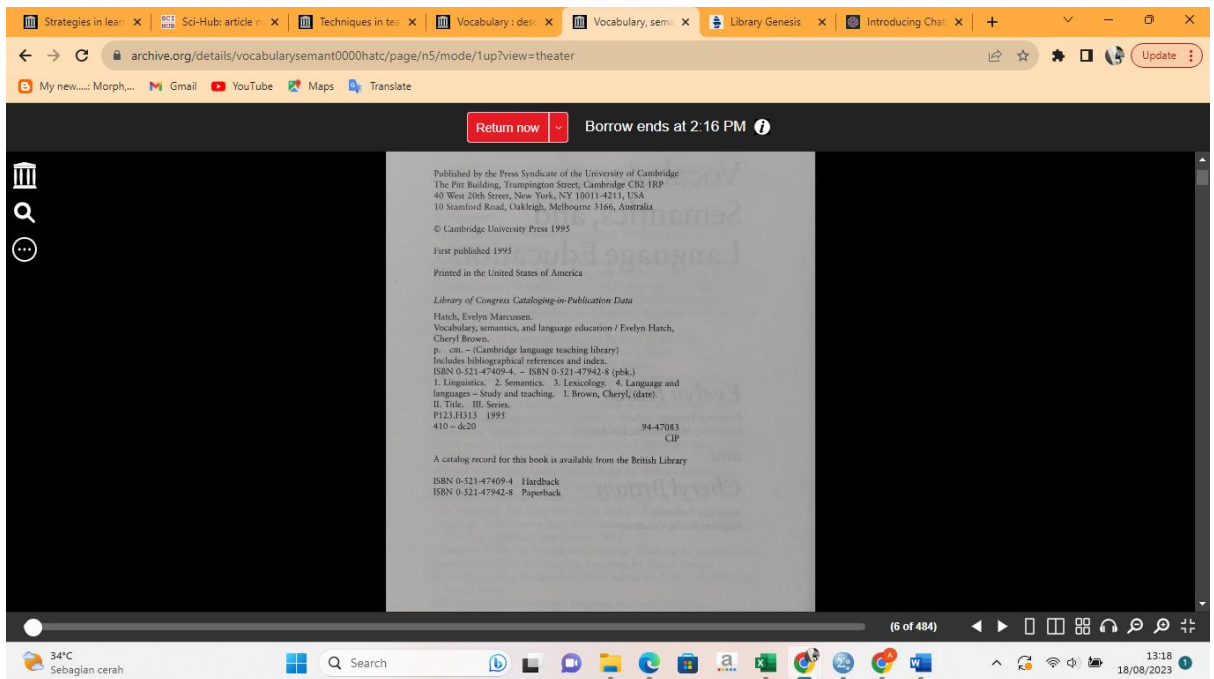 Strategies in lear
Sci-Hub: article n
Techniques in tea
Vocabulary : desc
Vocabulary, sema
Library Genesis
Introducing Chat
archive.org/details/vocabularysemant0000hatc/page/n5/mode/1up?view=theater
Update
My new.....: Morph,...
Gmail
YouTube
Maps
Translate
Return now
Borrow ends at 2:16 PM
Published by the Press Syndicate of the University of Cambridge
The Pitt Building, Trumpington Street, Cambridge CB2 1RP
40 West 20th Street, New York, NY 10011-4211, USA
10 Stamford Road, Oakleigh, Melbourne 3166, Australia
© Cambridge University Press 1995
First published 1995
Printed in the United States of America
Library of Congress Cataloging-in-Publication Data
Hatch, Evelyn Marcussen.
Vocabulary, semantics, and language education / Evelyn Hatch,
Cheryl Brown.
p. cm. – (Cambridge language teaching library)
Includes bibliographical references and index.
ISBN 0-521-47409-4. – ISBN 0-521-47942-8 (pbk.)
1. Linguistics. 2. Semantics. 3. Lexicology. 4. Language and
languages – Study and teaching. I. Brown, Cheryl, (date).
II. Title. III. Series.
P123.H313 1995
410 – dc20 94-47083
CIP
A catalog record for this book is available from the British Library
ISBN 0-521-47409-4 Hardback
ISBN 0-521-47942-8 Paperback
(6 of 484)
34°C
Sebagian cerah
Search
13:18
18/08/2023
1